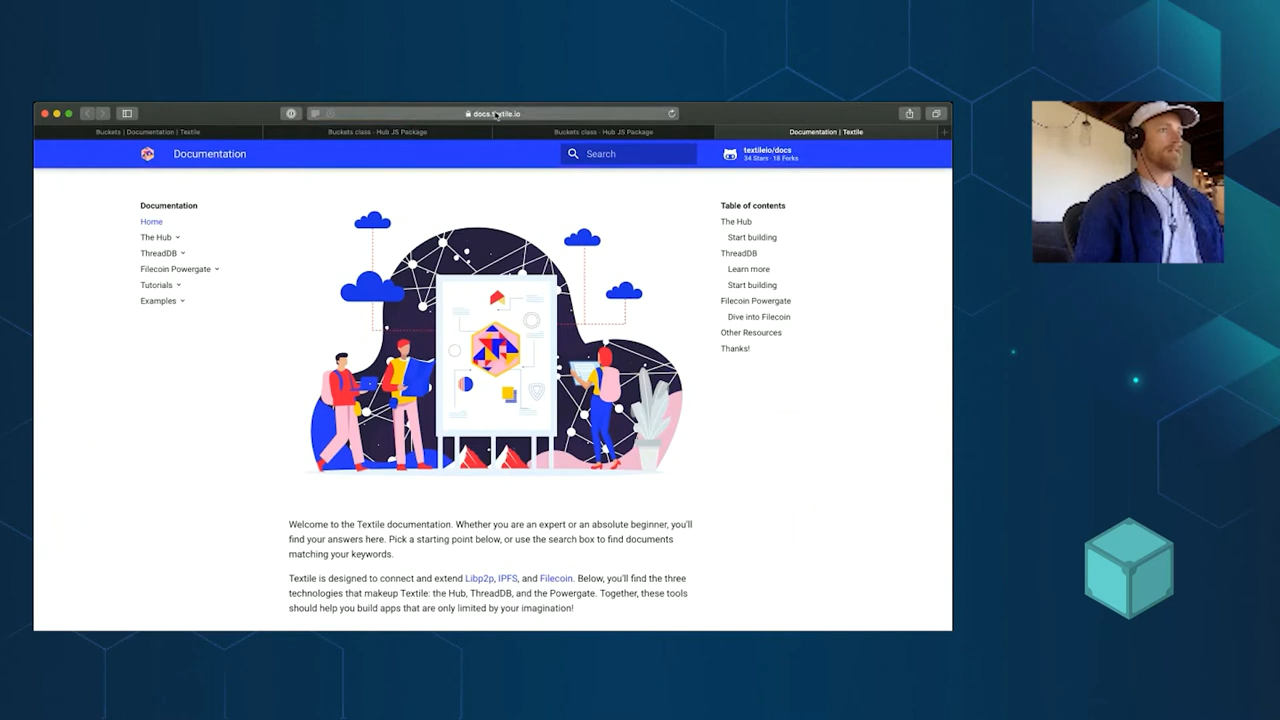 docs.textile.io
Buckets | Documentation | Textile
Buckets class - Hub JS Package
Buckets class - Hub JS Package
Documentation | Textile
Documentation
Search
textileio/docs
34 Stars · 18 Forks
Documentation
Home
The Hub
ThreadDB
Filecoin Powergate
Tutorials
Examples
Table of contents
The Hub
Start building
ThreadDB
Learn more
Start building
Filecoin Powergate
Dive into Filecoin
Other Resources
Thanks!
Welcome to the Textile documentation. Whether you are an expert or an absolute beginner, you'll
find your answers here. Pick a starting point below, or use the search box to find documents
matching your keywords.
Textile is designed to connect and extend Libp2p, IPFS, and Filecoin. Below, you'll find the three
technologies that makeup Textile: the Hub, ThreadDB, and the Powergate. Together, these tools
should help you build apps that are only limited by your imagination!